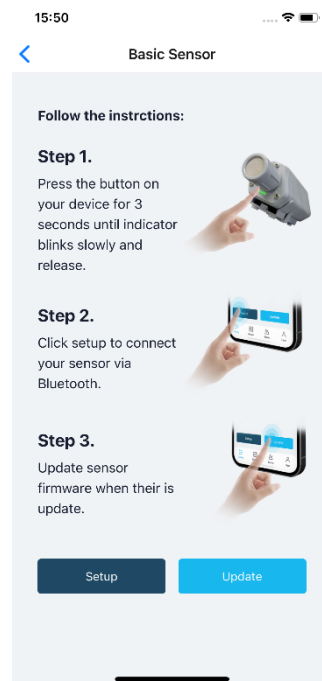 15:50
Basic Sensor
Follow the instrctions:
Step 1.
Press the button on
your device for 3
seconds until indicator
blinks slowly and
release.
Step 2.
Click setup to connect
your sensor via
Bluetooth.
Step 3.
Update sensor
firmware when their is
update.
Setup
Update